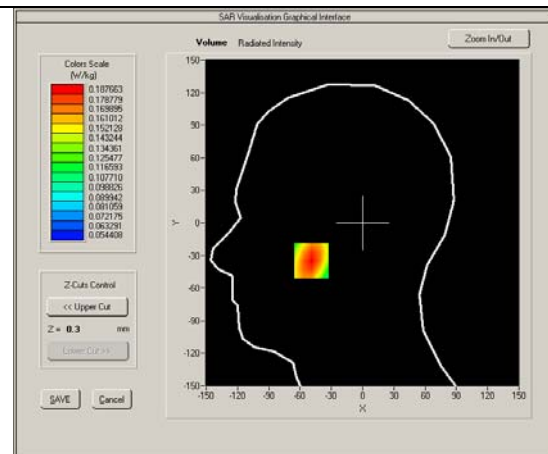 SAR Visualisation Graphical Interface
Volume Radiated Intensity
Zoom In/Out
Colors Scale
(W/kg)
0.187663
0.178779
0.169895
0.161012
0.152128
0.143244
0.134361
0.125477
0.116593
0.107710
0.098826
0.089942
0.081059
0.072175
0.063291
0.054408
Z-Cuts Control
<< Upper Cut
Z = 0.3 mm
Lower Cut >>
SAVE
Cancel
150
120
90
60
30
0
-30
-60
-90
-120
-150
Y
-150 -120 -90 -60 -30 0 30 60 90 120 150
X